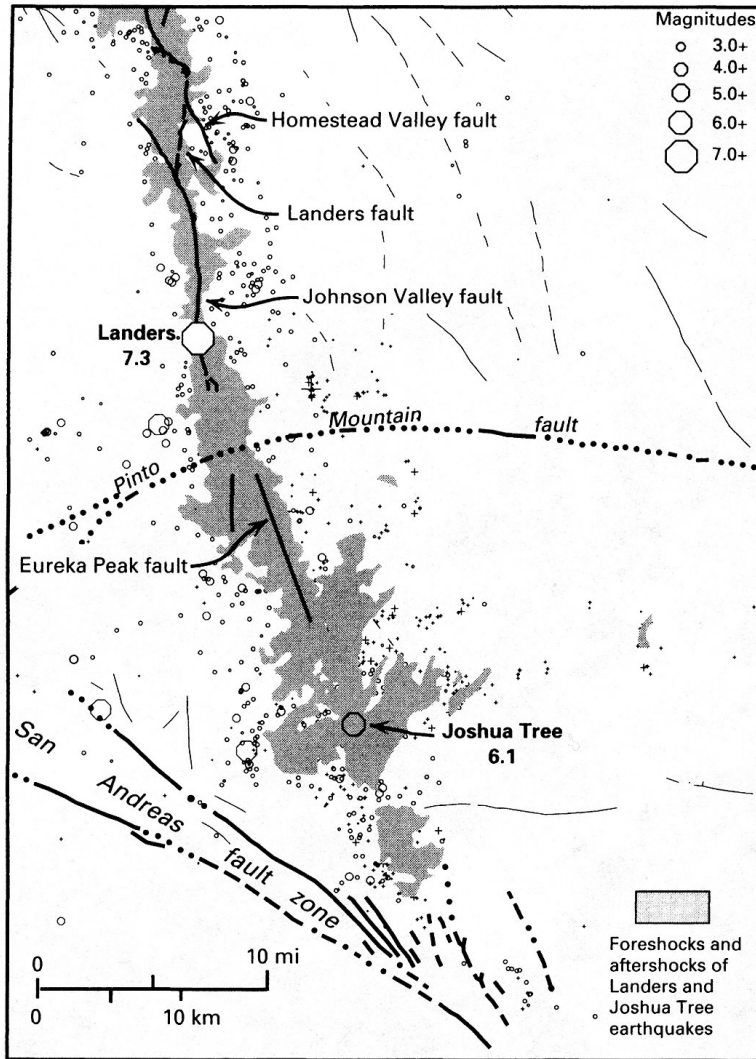 Magnitudes
3.0+
4.0+
5.0+
6.0+
7.0+
Homestead Valley fault
Landers fault
Johnson Valley fault
Landers
7.3
Pinto Mountain fault
Eureka Peak fault
Joshua Tree
6.1
San Andreas fault zone
0 10 mi
0 10 km
Foreshocks and
aftershocks of
Landers and
Joshua Tree
earthquakes